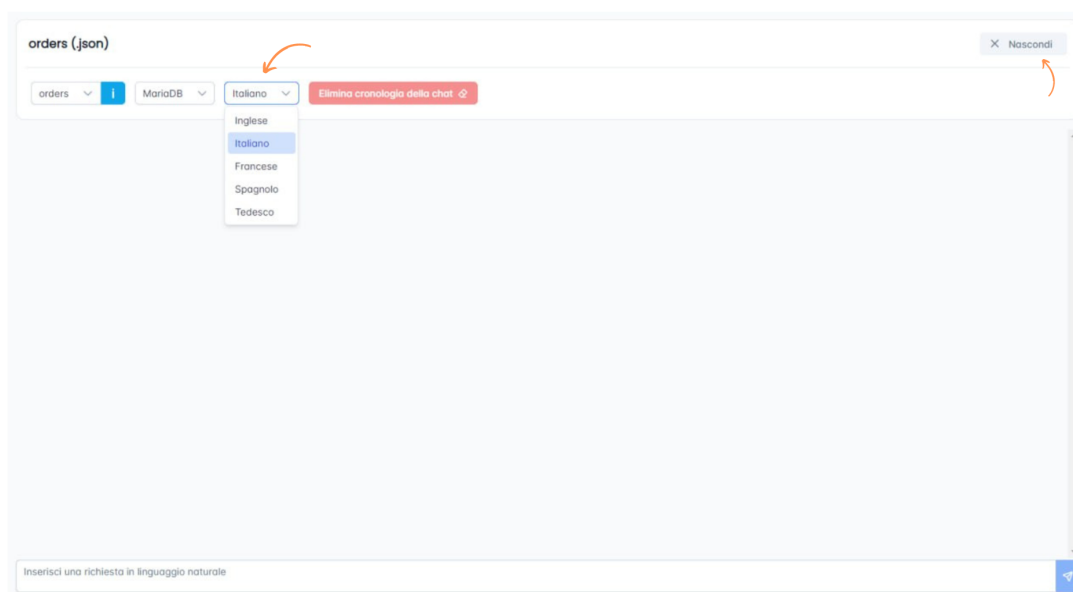 orders (.json)
Nascondi
orders
i
MariaDB
Italiano
Elimina cronologia della chat
Inglese
Italiano
Francese
Spagnolo
Tedesco
Inserisci una richiesta in linguaggio naturale